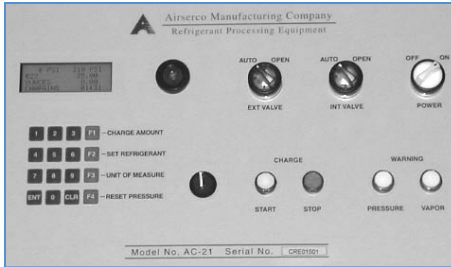 Airserco Manufacturing Company
Refrigerant Processing Equipment
AUTO OPEN AUTO OPEN OFF ON
EXT VALVE INT VALVE POWER
1 2 3 F1 CHARGE AMOUNT
4 5 6 F2 SET REFRIGERANT
7 8 9 F3 UNIT OF MEASURE
ENT 0 CLR F4 RESET PRESSURE
CHARGE WARNING
START STOP PRESSURE VAPOR
Model No. AC-21 Serial No. CRE01501